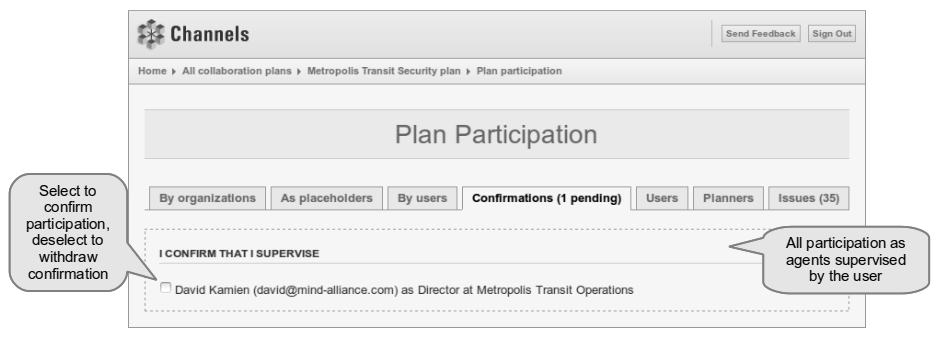 Channels
Send Feedback Sign Out
Home All collaboration plans Metropolis Transit Security plan Plan participation
Plan Participation
By organizations As placeholders By users Confirmations (1 pending) Users Planners Issues (35)
Select to
confirm
participation,
deselect to
withdraw
confirmation
I CONFIRM THAT I SUPERVISE
David Kamien (david@mind-alliance.com) as Director at Metropolis Transit Operations
All participation as
agents supervised
by the user